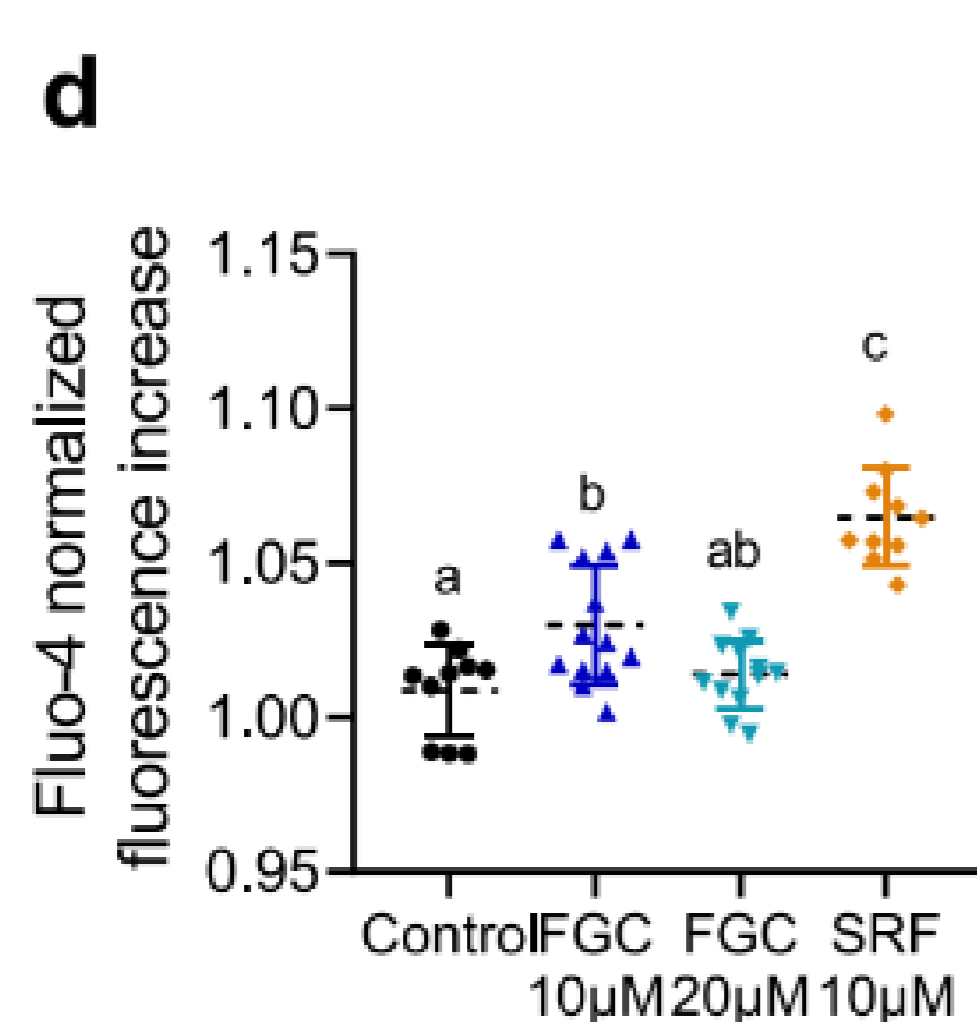 d
Fluo-4 normalized
fluorescence increase
1.15
1.10
1.05
1.00
0.95
a
b
ab
c
Control FGC FGC SRF
10μM 20μM 10μM